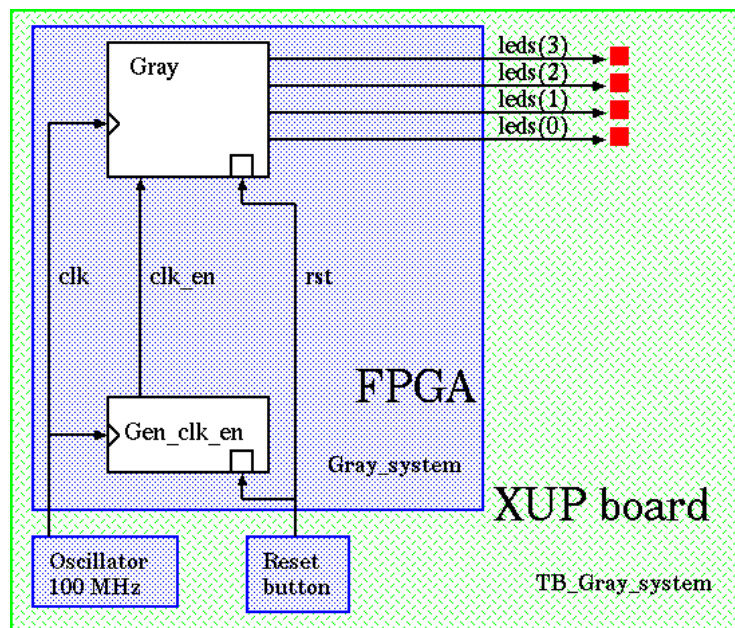 leds(3)
Gray
leds(2)
leds(1)
leds(0)
clk
clk_en
rst
FPGA
Gen_clk_en
Gray_system
XUP board
Oscillator
100 MHz
Reset
button
TB_Gray_system